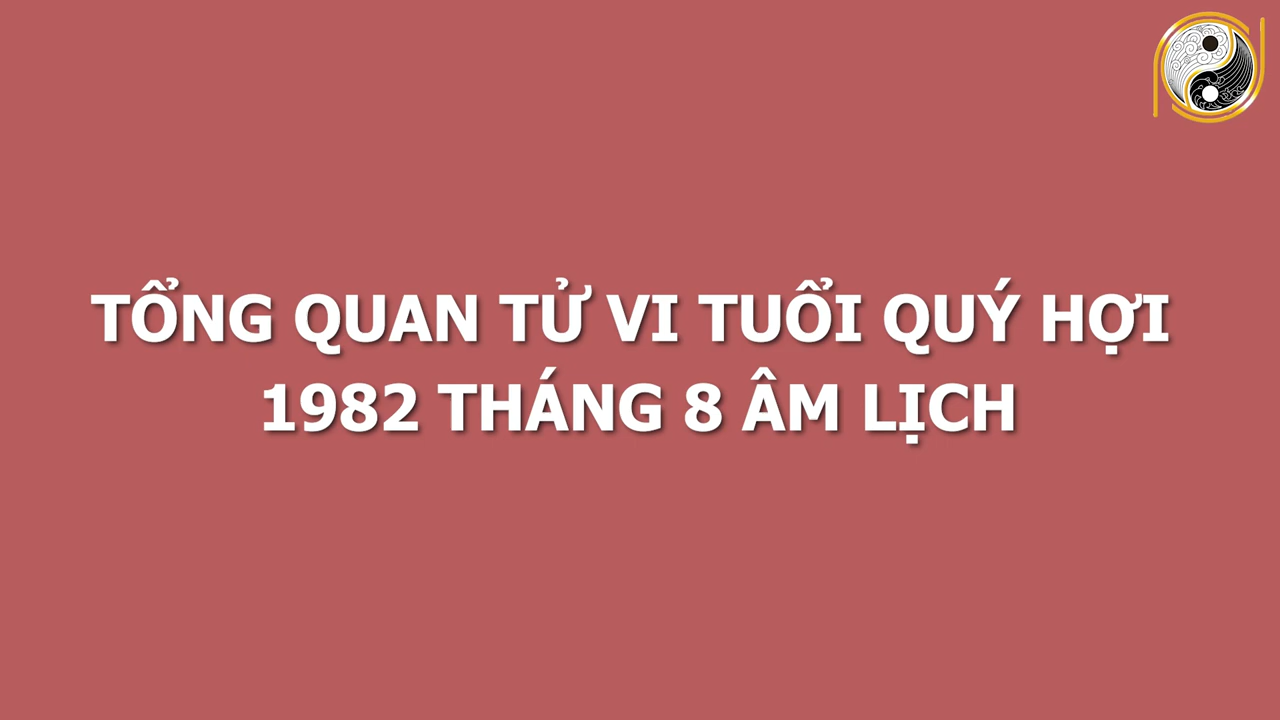 TỔNG QUAN TỬ VI TUỔI QUÝ HỢI
1982 THÁNG 8 ÂM LỊCH